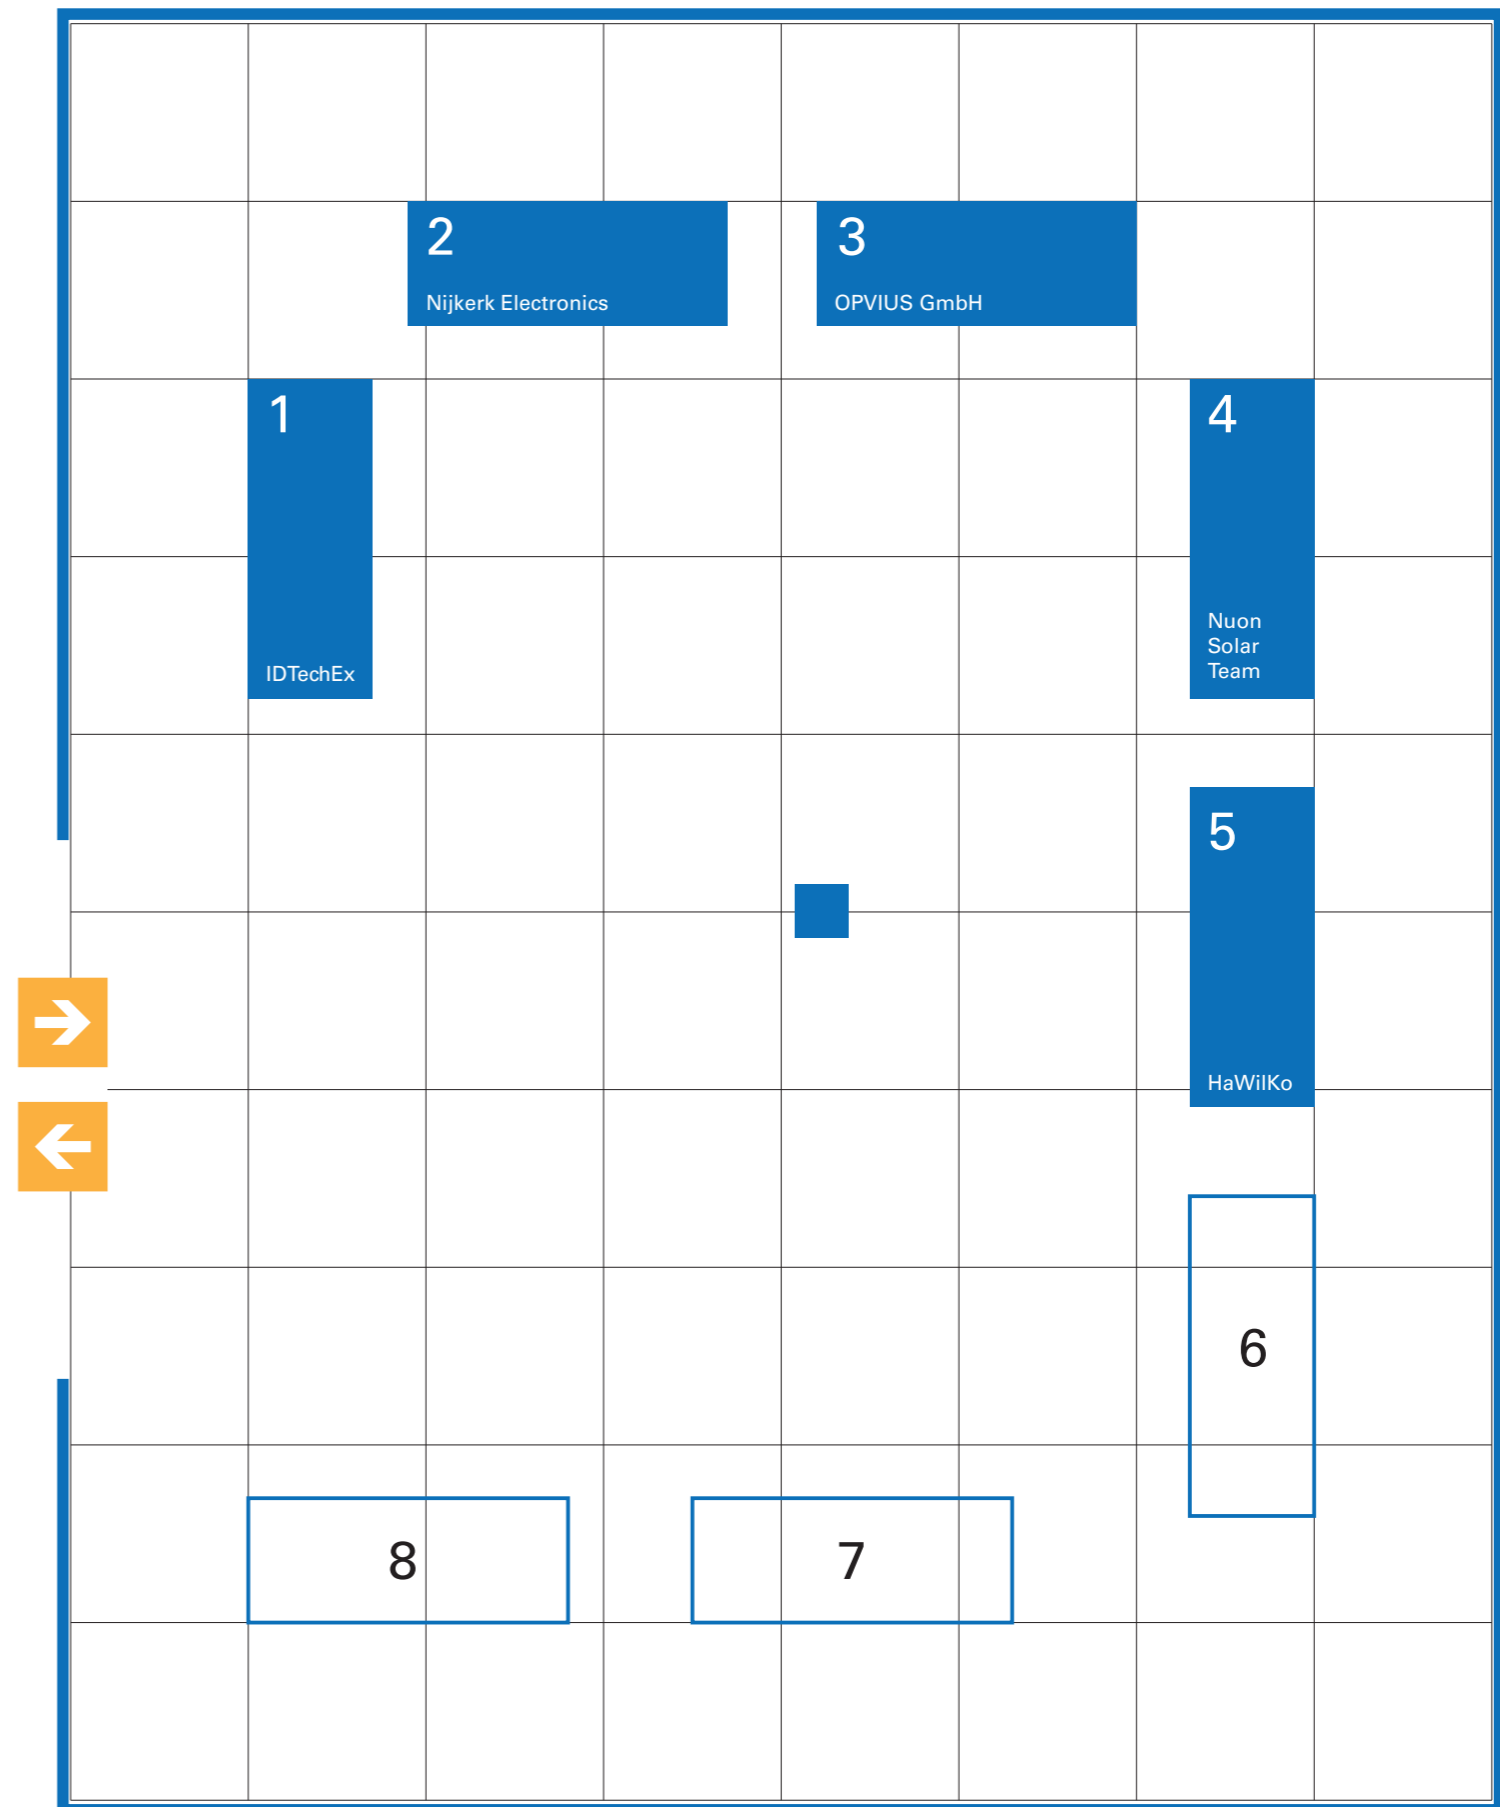 2
Nijkerk Electronics
3
OPVIUS GmbH
1
IDTechEx
4
Nuon
Solar
Team
5
HaWilKo
6
8
7